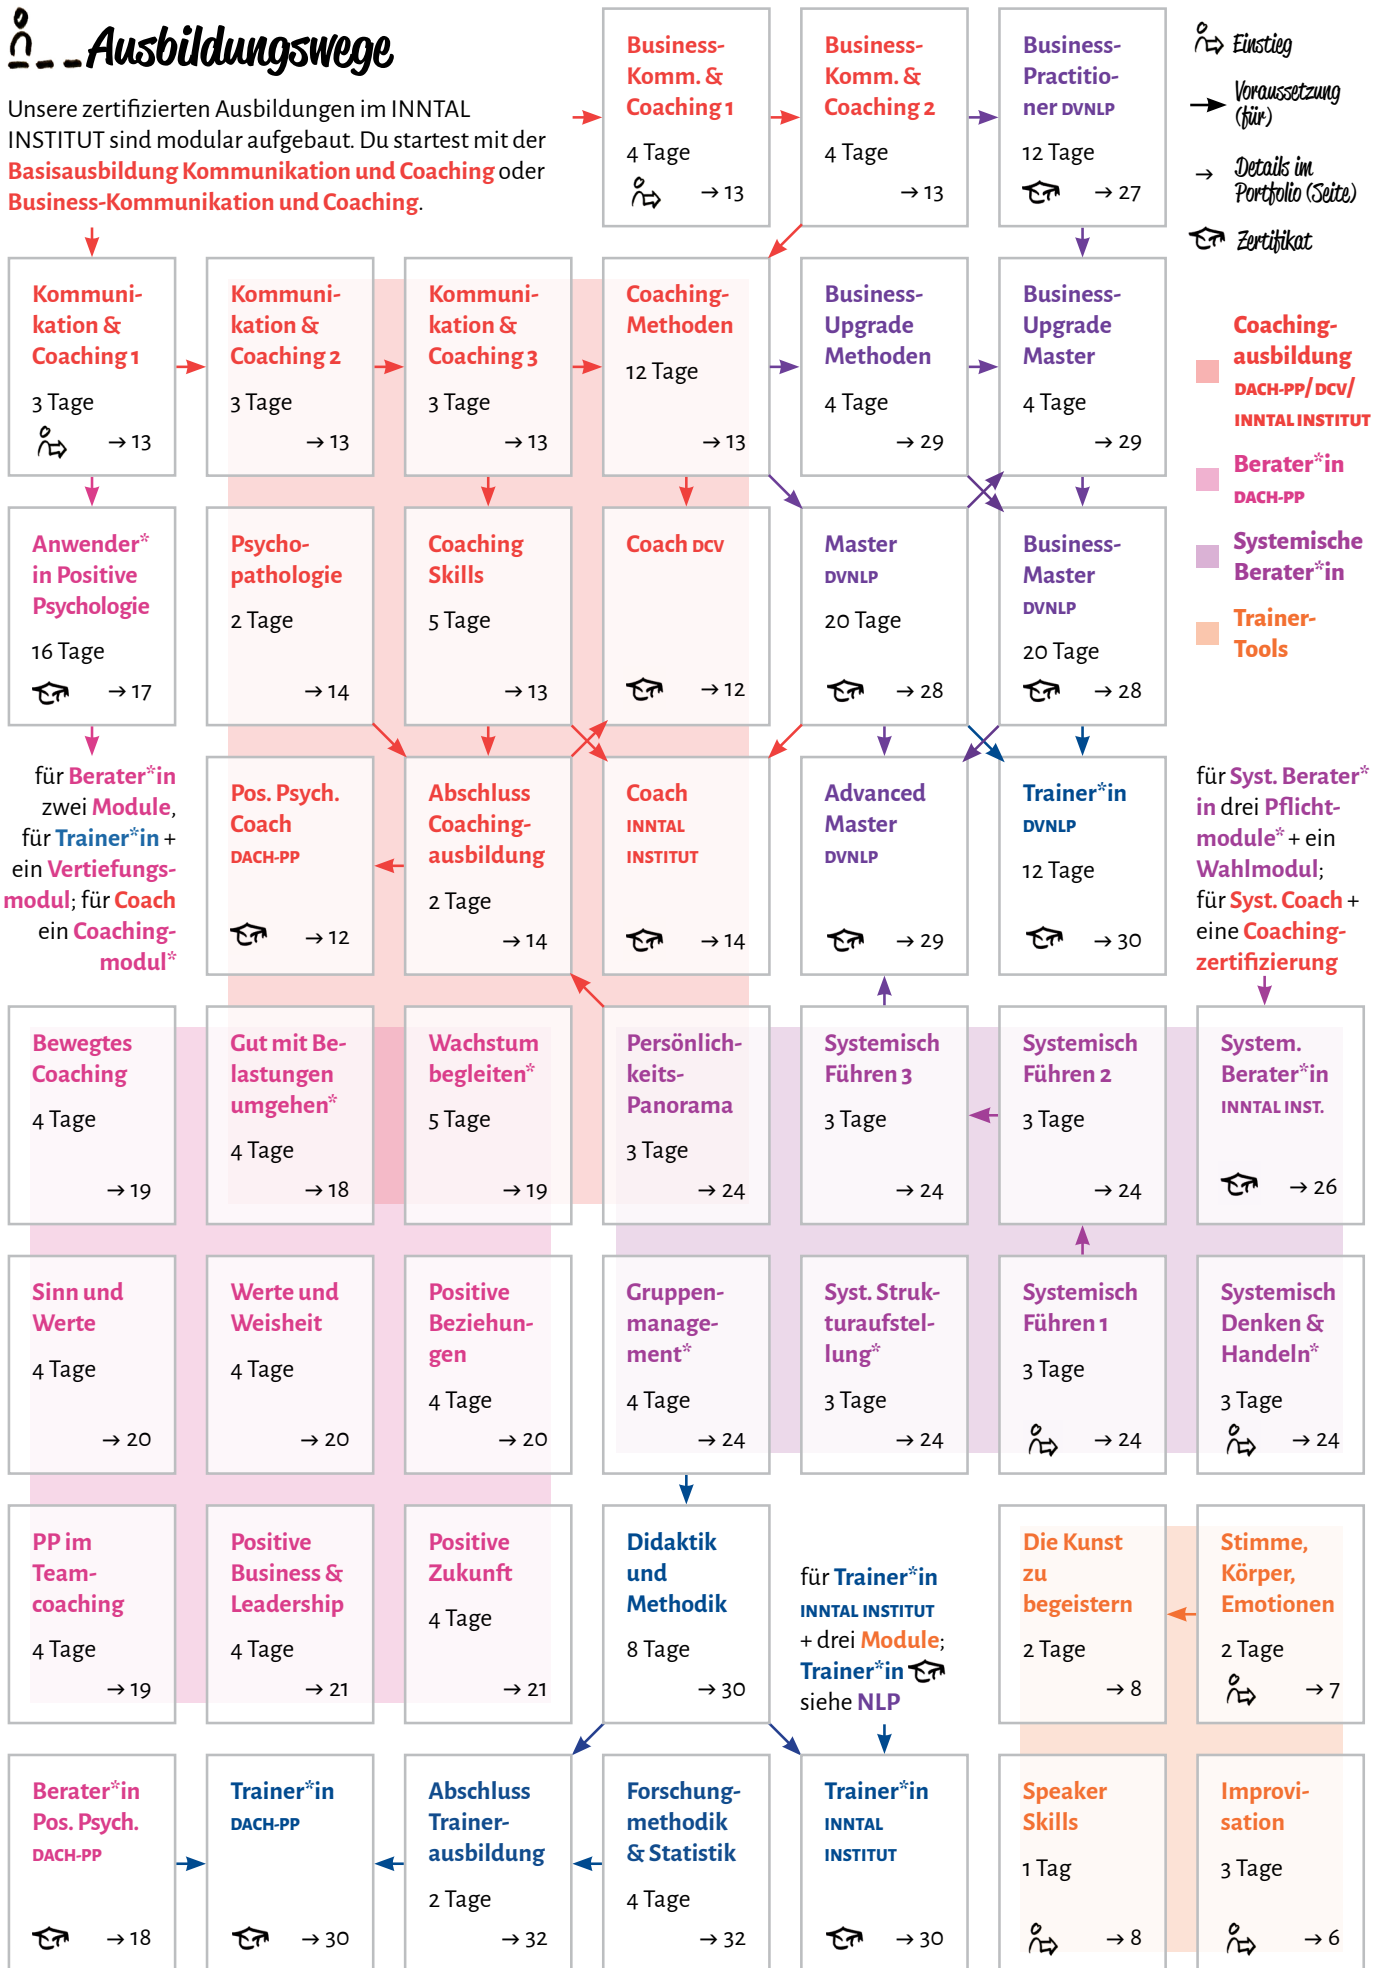 Ausbildungswege
Unsere zertifizierten Ausbildungen im INNTAL
INSTITUT sind modular aufgebaut. Du startest mit der
Basisausbildung Kommunikation und Coaching oder
Business-Kommunikation und Coaching.
Business-
Komm. &
Coaching 1
4 Tage
→ 13
Business-
Komm. &
Coaching 2
4 Tage
→ 13
Business-
Practitio-
ner DVNLP
12 Tage
→ 27
Einstieg
Voraussetzung
(für)
→ Details im
Portfolio (Seite)
Zertifikat
Kommuni-
kation &
Coaching 1
3 Tage
→ 13
Kommuni-
kation &
Coaching 2
3 Tage
→ 13
Kommuni-
kation &
Coaching 3
3 Tage
→ 13
Coaching-
Methoden
12 Tage
→ 13
Business-
Upgrade
Methoden
4 Tage
→ 29
Business-
Upgrade
Master
4 Tage
→ 29
Coaching-
ausbildung
DACH-PP/DCV/
INNTAL INSTITUT
Berater*in
DACH-PP
Systemische
Berater*in
Trainer-
Tools
Anwender*
in Positive
Psychologie
16 Tage
→ 17
Psycho-
pathologie
2 Tage
→ 14
Coaching
Skills
5 Tage
→ 13
Coach DCV
→ 12
Master
DVNLP
20 Tage
→ 28
Business-
Master
DVNLP
20 Tage
→ 28
für Berater*in
zwei Module,
für Trainer*in +
ein Vertiefungs-
modul; für Coach
ein Coaching-
modul*
Pos. Psych.
Coach
DACH-PP
→ 12
Abschluss
Coaching-
ausbildung
2 Tage
→ 14
Coach
INNTAL
INSTITUT
→ 14
Advanced
Master
DVNLP
→ 29
Trainer*in
DVNLP
12 Tage
→ 30
für Syst. Berater*
in drei Pflicht-
module* + ein
Wahlmodul;
für Syst. Coach +
eine Coaching-
zertifizierung
Bewegtes
Coaching
4 Tage
→ 19
Gut mit Be-
lastungen
umgehen*
4 Tage
→ 18
Wachstum
begleiten*
5 Tage
→ 19
Persönlich-
keits-
Panorama
3 Tage
→ 24
Systemisch
Führen 3
3 Tage
→ 24
Systemisch
Führen 2
3 Tage
→ 24
System.
Berater*in
INNTAL INST.
→ 26
Sinn und
Werte
4 Tage
→ 20
Werte und
Weisheit
4 Tage
→ 20
Positive
Beziehun-
gen
4 Tage
→ 20
Gruppen-
manage-
ment*
4 Tage
→ 24
Syst. Struk-
turaufstel-
lung*
3 Tage
→ 24
Systemisch
Führen 1
3 Tage
→ 24
Systemisch
Denken &
Handeln*
3 Tage
→ 24
PP im
Team-
coaching
4 Tage
→ 19
Positive
Business &
Leadership
4 Tage
→ 21
Positive
Zukunft
4 Tage
→ 21
Didaktik
und
Methodik
8 Tage
→ 30
für Trainer*in
INNTAL INSTITUT
+ drei Module;
Trainer*in
siehe NLP
Die Kunst
zu
begeistern
2 Tage
→ 8
Stimme,
Körper,
Emotionen
2 Tage
→ 7
Berater*in
Pos. Psych.
DACH-PP
→ 18
Trainer*in
DACH-PP
→ 30
Abschluss
Trainer-
ausbildung
2 Tage
→ 32
Forschung-
methodik
& Statistik
4 Tage
→ 32
Trainer*in
INNTAL
INSTITUT
→ 30
Speaker
Skills
1 Tag
→ 8
Improvi-
sation
3 Tage
→ 6